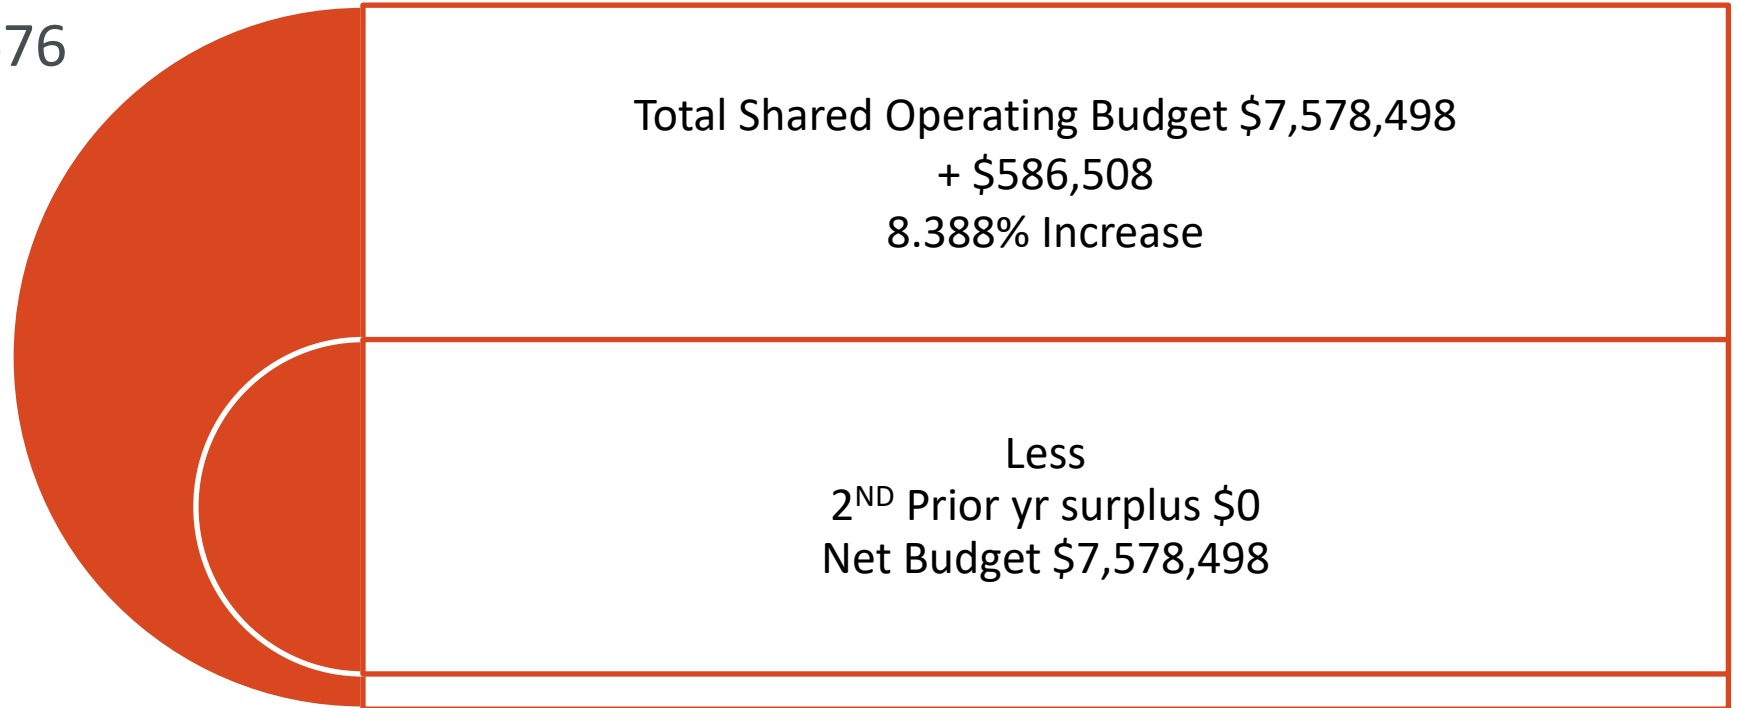 76
Total Shared Operating Budget $7,578,498
+ $586,508
8.388% Increase
Less
2ND Prior yr surplus $0
Net Budget $7,578,498